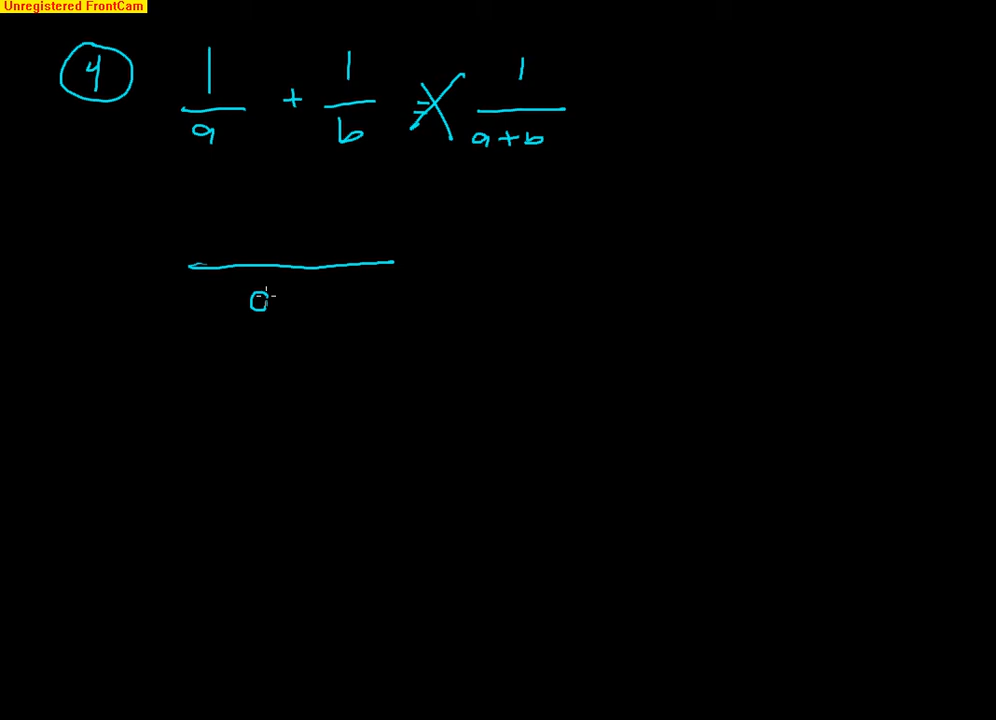 Unregistered FrontCam
4 1/a + 1/b ≠ 1/(a+b)
a